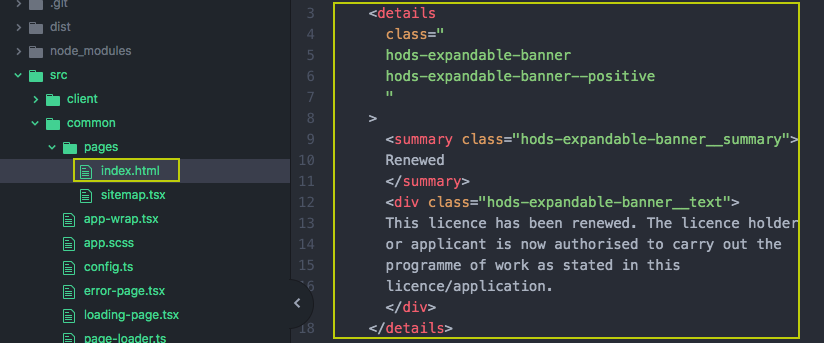 .git
dist
node_modules
src
client
common
pages
index.html
sitemap.tsx
app-wrap.tsx
app.scss
config.ts
error-page.tsx
loading-page.tsx
page-loader.ts
3 <details
4 class="
5 hods-expandable-banner
6 hods-expandable-banner--positive
7 "
8 >
9 <summary class="hods-expandable-banner__summary">
10 Renewed
11 </summary>
12 <div class="hods-expandable-banner__text">
13 This licence has been renewed. The licence holder
14 or applicant is now authorised to carry out the
15 programme of work as stated in this
16 licence/application.
17 </div>
18 </details>